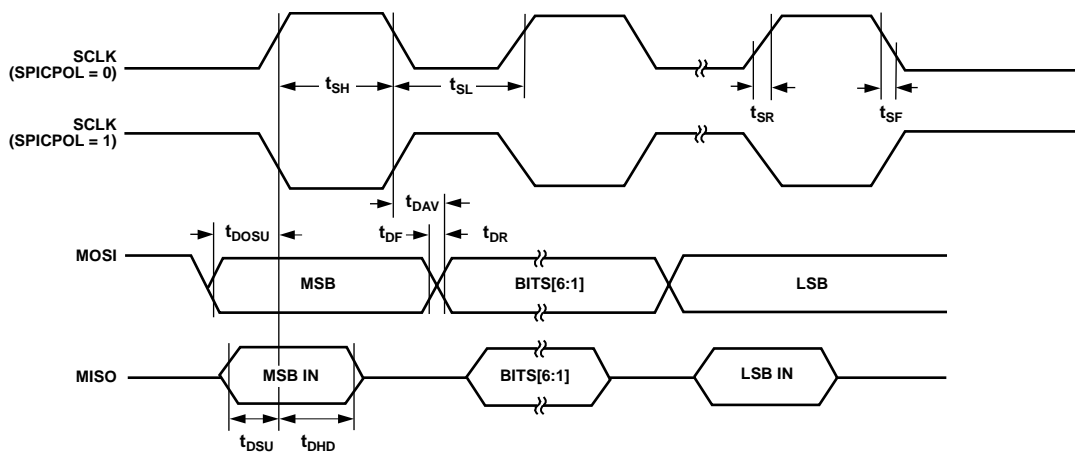 SCLK
(SPICPOL = 0)
tSH
tSL
tSR
tSF
SCLK
(SPICPOL = 1)
tDAV
tDOSU
tDF
tDR
MOSI
MSB
BITS[6:1]
LSB
MISO
MSB IN
BITS[6:1]
LSB IN
tDSU
tDHD